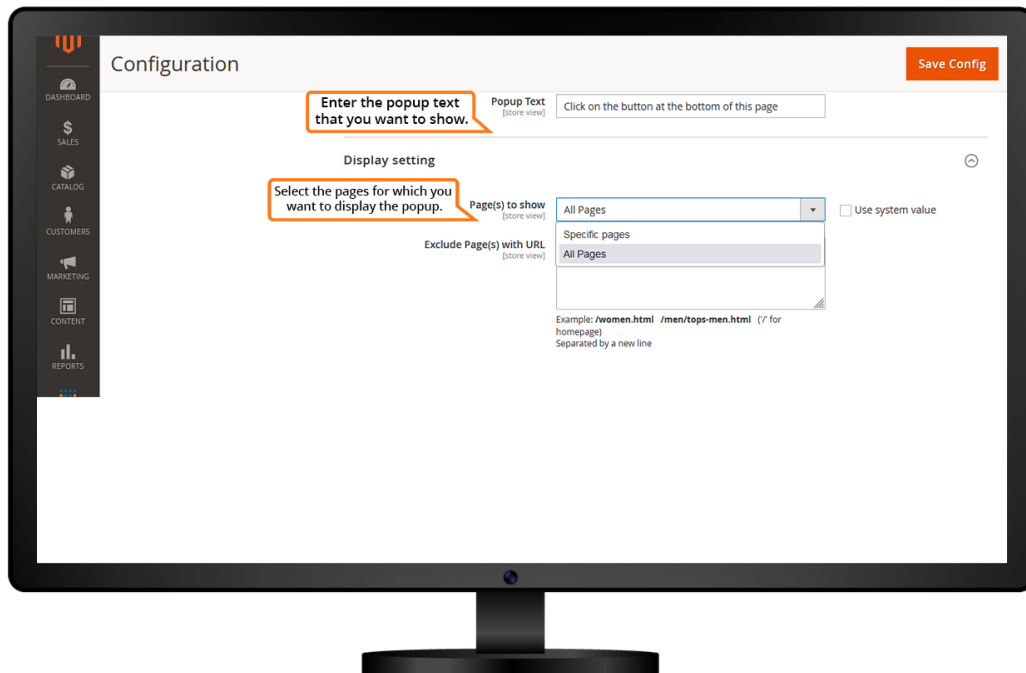 Configuration
Save Config
DASHBOARD
SALES
CATALOG
CUSTOMERS
MARKETING
CONTENT
REPORTS
Enter the popup text
that you want to show.
Popup Text
[store view]
Click on the button at the bottom of this page
Display setting
Select the pages for which you
want to display the popup.
Page(s) to show
[store view]
All Pages
Use system value
Specific pages
All Pages
Exclude Page(s) with URL
[store view]
Example: /women.html /men/tops-men.html ('/' for
homepage)
Separated by a new line